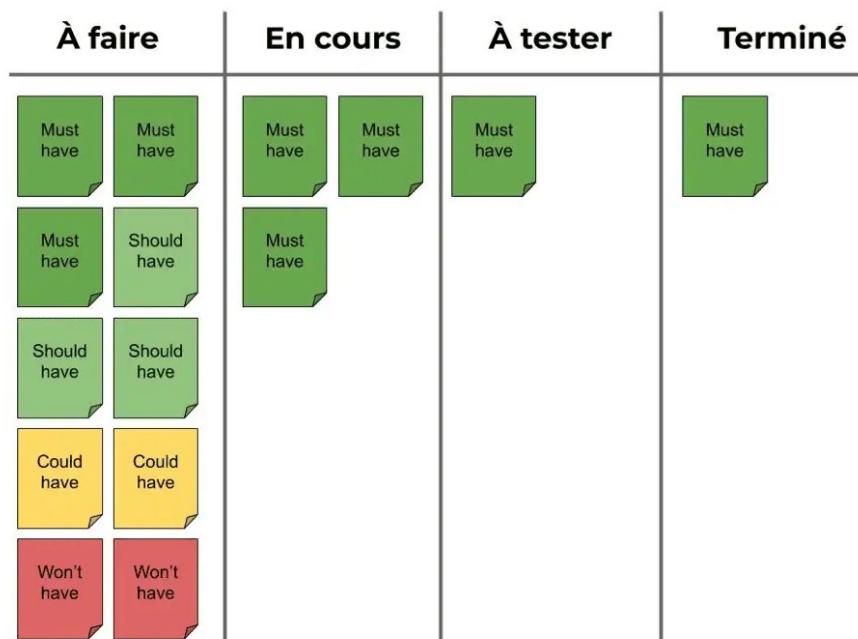 À faire
En cours
À tester
Terminé
Must
have
Must
have
Must
have
Must
have
Must
have
Must
have
Must
have
Should
have
Must
have
Should
have
Should
have
Could
have
Could
have
Won't
have
Won't
have